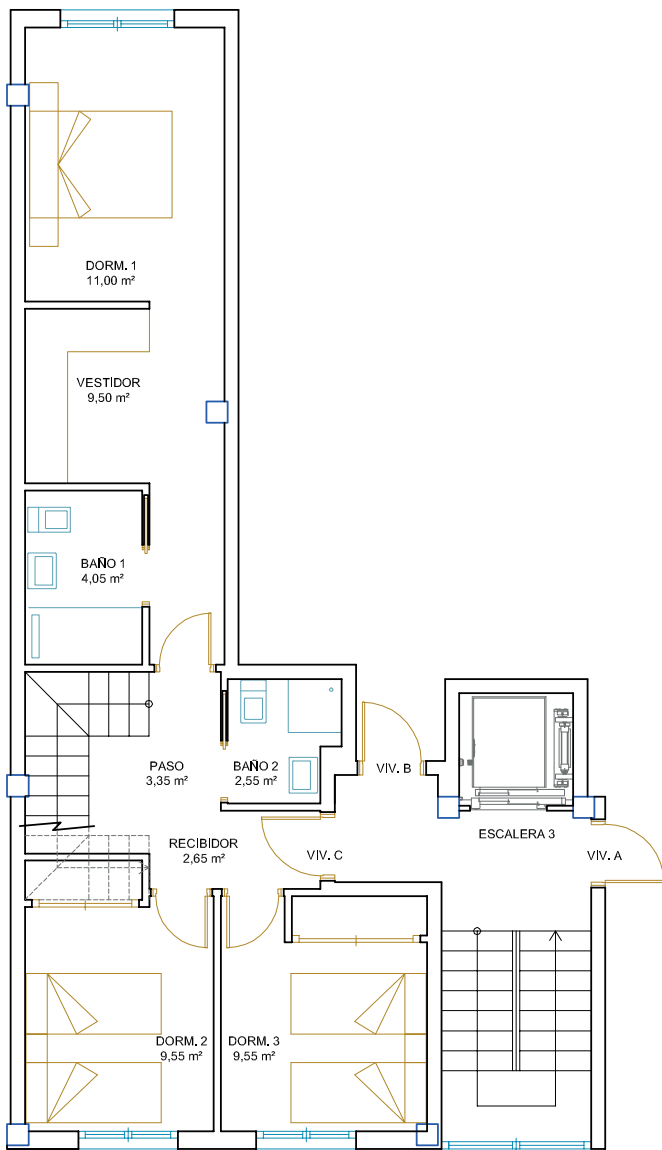 DORM. 1
11,00 m²
VESTIDOR
9,50 m²
BAÑO 1
4,05 m²
PASO
3,35 m²
BAÑO 2
2,55 m²
VIV. B
RECIBIDOR
2,65 m²
VIV. C
ESCALERA 3
VIV. A
DORM. 2
9,55 m²
DORM. 3
9,55 m²